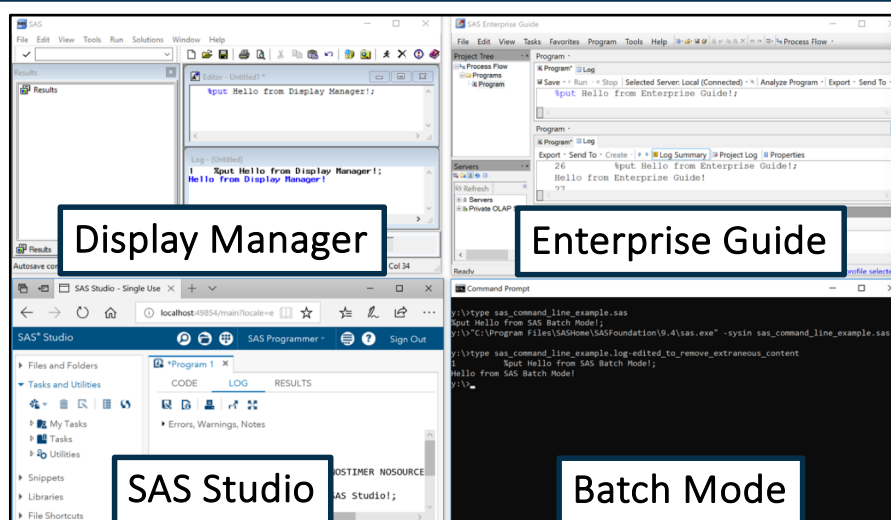 SAS
File Edit View Tools Run Solutions Window Help
Results
Results
Editor - Untitled1 *
%put Hello from Display Manager!;
Log - (Untitled)
1 %put Hello from Display Manager!;
Hello from Display Manager!
Results
Autosave
Col 34
Display Manager
SAS Enterprise Guide
File Edit View Tasks Favorites Program Tools Help
Process Flow
Project Tree
Process Flow
Programs
Program
Program
Program* Log
Save Run Stop Selected Server: Local (Connected) Analyze Program Export Send To
%put Hello from Enterprise Guide!;
Program
Program* Log
Export Send To Create Log Summary Project Log Properties
26 %put Hello from Enterprise Guide!
Hello from Enterprise Guide!
27
Servers
Refresh
Servers
Private OLAP
Ready
profile selected
Enterprise Guide
SAS Studio - Single Use
localhost:49854/main?locale=e
SAS® Studio
SAS Programmer
Sign Out
Files and Folders
Tasks and Utilities
My Tasks
Tasks
Utilities
Snippets
Libraries
File Shortcuts
*Program 1
CODE LOG RESULTS
Errors, Warnings, Notes
NOSTIMER NOSOURCE
SAS Studio!;
SAS Studio
Command Prompt
y:\>type sas_command_line_example.sas
%put Hello from SAS Batch Mode!;
y:\>"C:\Program Files\SASHome\SASFoundation\9.4\sas.exe" -sysin sas_command_line_example.sas
y:\>type sas_command_line_example.log-edited_to_remove_extraneous_content
1 %put Hello from SAS Batch Mode!;
Hello from SAS Batch Mode!
y:\>
Batch Mode